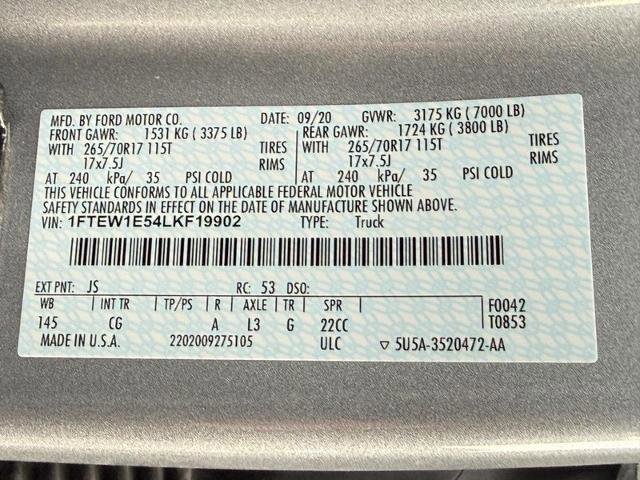 MFD. BY FORD MOTOR CO. DATE: 09/20 GVWR: 3175 KG (7000 LB)
FRONT GAWR: 1531 KG (3375 LB) REAR GAWR: 1724 KG (3800 LB)
WITH 265/70R17 115T TIRES WITH 265/70R17 115T TIRES
17x7.5J RIMS 17x7.5J RIMS
AT 240 kPa/ 35 PSI COLD AT 240 kPa/ 35 PSI COLD
THIS VEHICLE CONFORMS TO ALL APPLICABLE FEDERAL MOTOR VEHICLE
SAFETY STANDARDS IN EFFECT ON THE DATE OF MANUFACTURE SHOWN ABOVE.
VIN: 1FTEW1E54LKF19902 TYPE: Truck
EXT PNT: JS RC: 53 DSO:
WB INT TR TP/PS R AXLE TR SPR F0042
145 CG A L3 G 22CC T0853
MADE IN U.S.A. 2202009275105 ULC ▽ 5U5A-3520472-AA